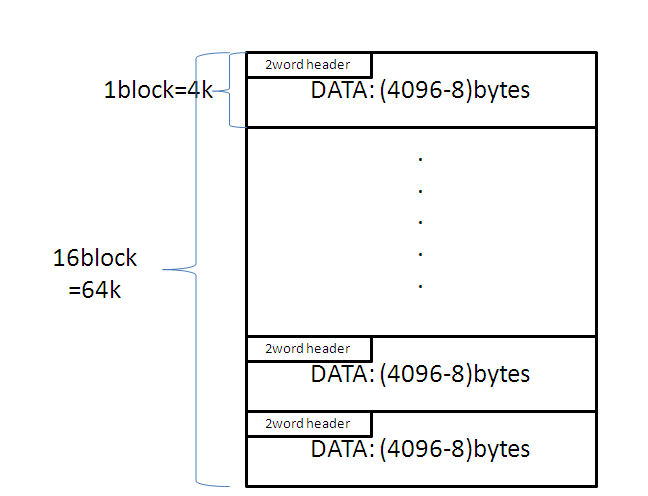 2word header
1block=4k
DATA: (4096-8)bytes
.
.
.
.
.
16block
=64k
2word header
DATA: (4096-8)bytes
2word header
DATA: (4096-8)bytes